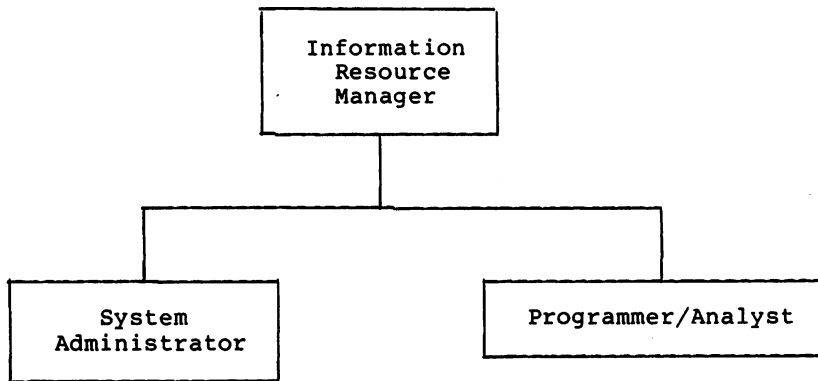 Information
Resource
Manager
System
Administrator
Programmer/Analyst